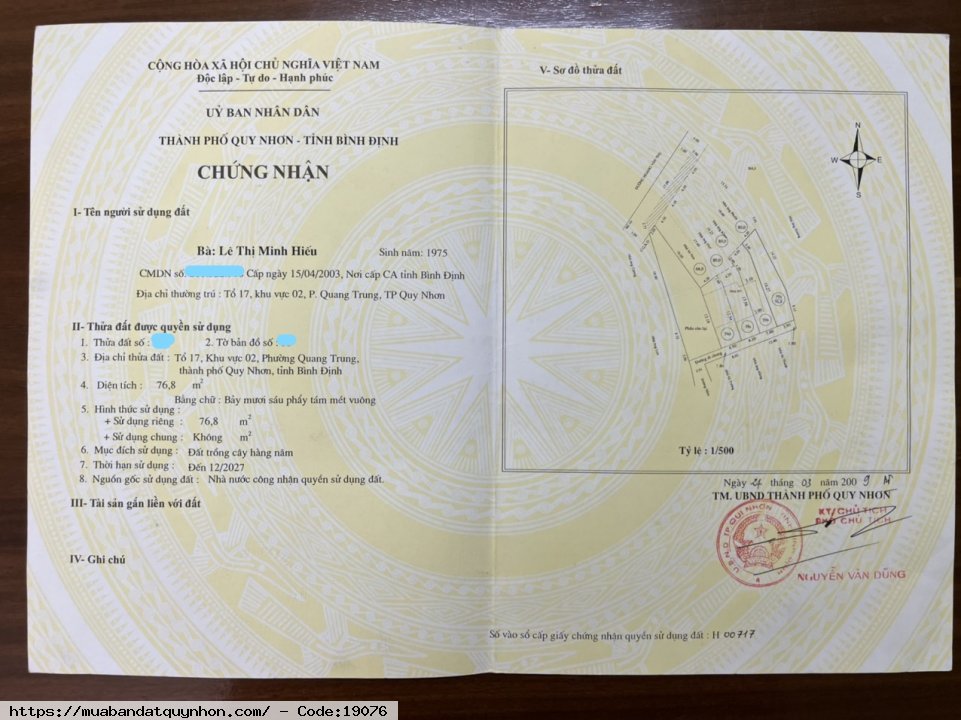 CỘNG HÒA XÃ HỘI CHỦ NGHĨA VIỆT NAM
Độc lập - Tự do - Hạnh phúc
UỶ BAN NHÂN DÂN
THÀNH PHỐ QUY NHƠN - TỈNH BÌNH ĐỊNH
CHỨNG NHẬN
I- Tên người sử dụng đất
Bà: Lê Thị Minh Hiếu Sinh năm: 1975
CMDN số: Cấp ngày 15/04/2003, Nơi cấp CA tỉnh Bình Định
Địa chỉ thường trú : Tổ 17, khu vực 02, P. Quang Trung, TP Quy Nhơn
II- Thửa đất được quyền sử dụng
1. Thửa đất số : 2. Tờ bản đồ số :
3. Địa chỉ thửa đất : Tổ 17, Khu vực 02, Phường Quang Trung,
thành phố Quy Nhơn, tỉnh Bình Định
4. Diện tích : 76,8 m2
Bằng chữ : Bảy mươi sáu phẩy tám mét vuông
5. Hình thức sử dụng :
+ Sử dụng riêng : 76,8 m2
+ Sử dụng chung : Không m2
6. Mục đích sử dụng : Đất trồng cây hàng năm
7. Thời hạn sử dụng : Đến 12/2027
8. Nguồn gốc sử dụng đất : Nhà nước công nhận quyền sử dụng đất.
III- Tài sản gắn liền với đất
IV- Ghi chú
V- Sơ đồ thửa đất
N
W E
S
Tỷ lệ : 1/500
Ngày 24 tháng 03 năm 2009
TM. UBND THÀNH PHỐ QUY NHƠN
KT/CHỦ TỊCH
PHÓ CHỦ TỊCH
NGUYỄN VĂN DŨNG
Số vào sổ cấp giấy chứng nhận quyền sử dụng đất : H 00717
https://muabandatquynhon.com/ - Code:19076